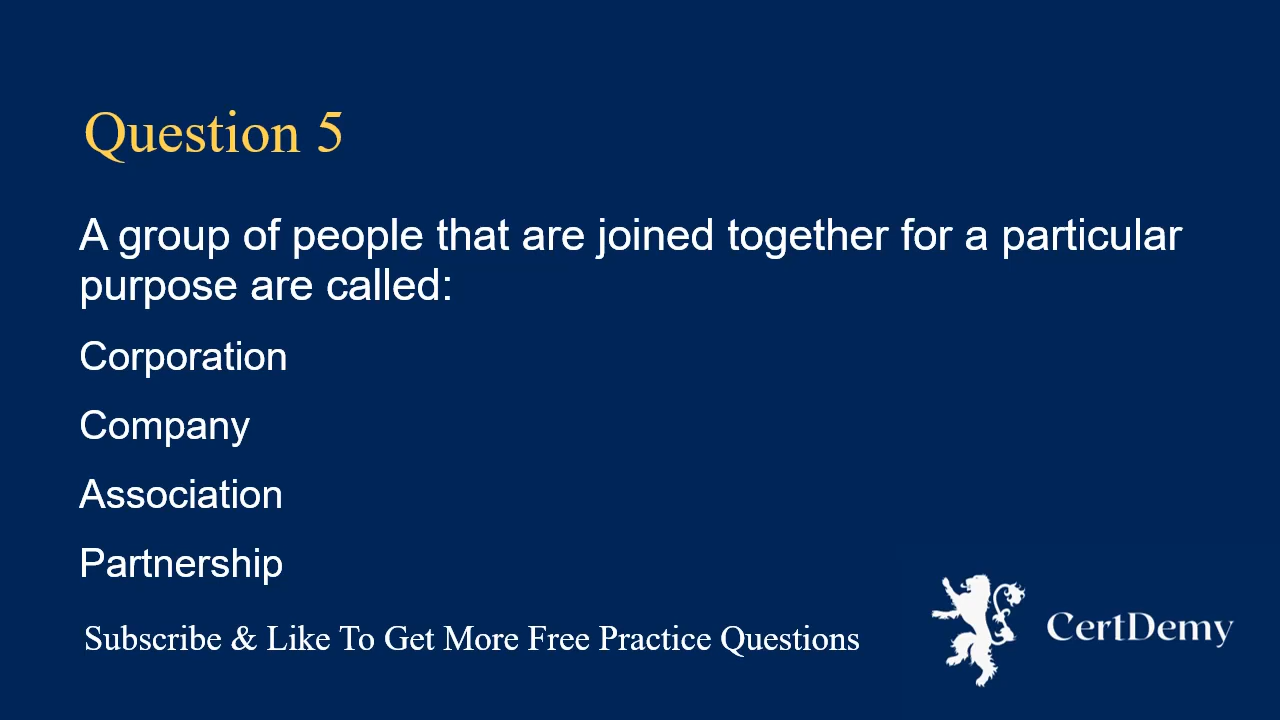 Question 5
A group of people that are joined together for a particular
purpose are called:
Corporation
Company
Association
Partnership
Subscribe & Like To Get More Free Practice Questions
CertDemy